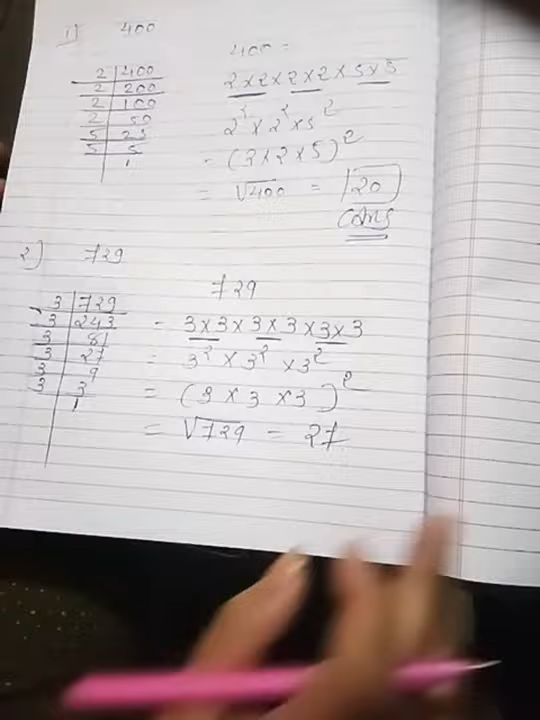 1) 400
400 =
2 | 400
2 | 200
2 | 100
2 | 50
5 | 25
5 | 5
1
2×2×2×2×5×5
2² × 2² × 5²
= (2×2×5)²
= √400 = 20
Ans
2) 729
729
3 | 729
3 | 243
3 | 81
3 | 27
3 | 9
3 | 3
1
= 3×3×3×3×3×3
= 3² × 3² × 3²
= (3 × 3 × 3)²
= √729 = 27